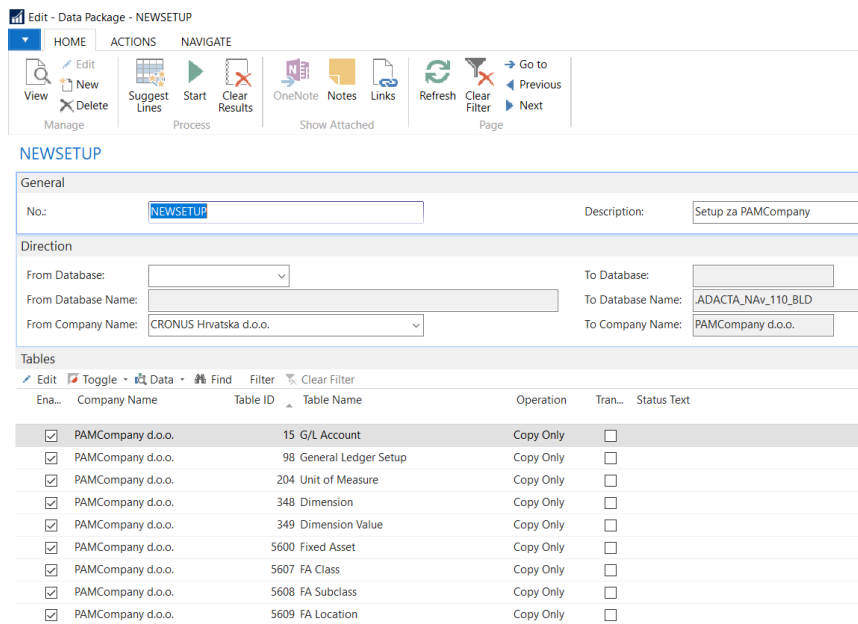 Edit - Data Package - NEWSETUP
HOME ACTIONS NAVIGATE
View
Edit
New
Delete
Manage
Suggest Lines
Start
Clear Results
Process
OneNote
Notes
Links
Show Attached
Refresh
Clear Filter
Go to
Previous
Next
Page
NEWSETUP
General
No.: NEWSETUP Description: Setup za PAMCompany
Direction
From Database: To Database:
From Database Name: To Database Name: .ADACTA_NAv_110_BLD
From Company Name: CRONUS Hrvatska d.o.o. To Company Name: PAMCompany d.o.o.
Tables
Edit Toggle Data Find Filter Clear Filter
Ena... Company Name Table ID Table Name Operation Tran... Status Text
PAMCompany d.o.o. 15 G/L Account Copy Only
PAMCompany d.o.o. 98 General Ledger Setup Copy Only
PAMCompany d.o.o. 204 Unit of Measure Copy Only
PAMCompany d.o.o. 348 Dimension Copy Only
PAMCompany d.o.o. 349 Dimension Value Copy Only
PAMCompany d.o.o. 5600 Fixed Asset Copy Only
PAMCompany d.o.o. 5607 FA Class Copy Only
PAMCompany d.o.o. 5608 FA Subclass Copy Only
PAMCompany d.o.o. 5609 FA Location Copy Only